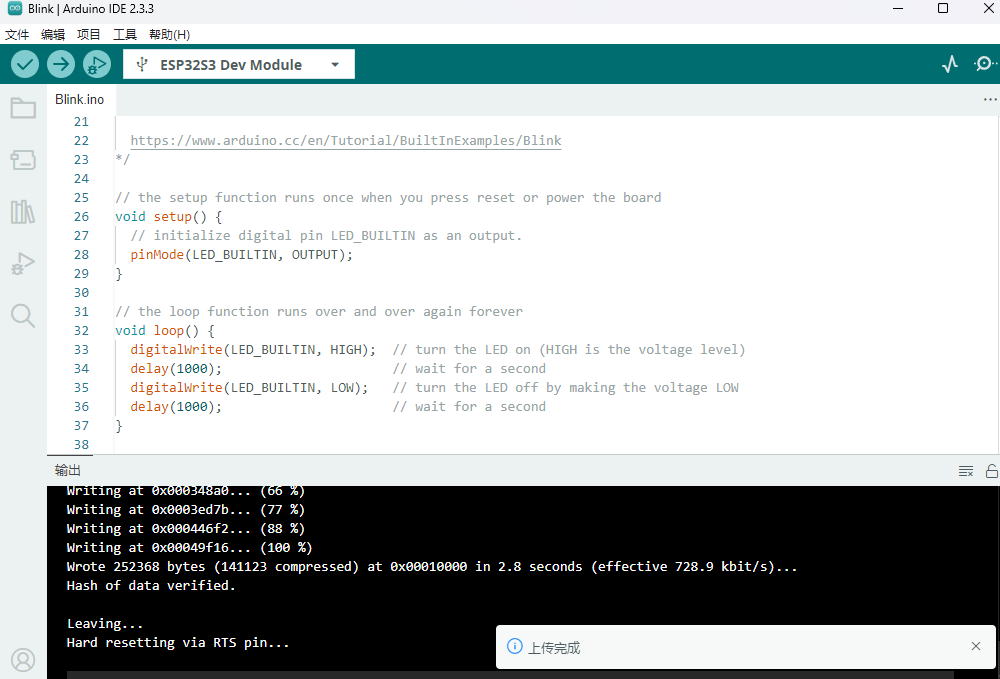 Blink | Arduino IDE 2.3.3
文件 编辑 项目 工具 帮助(H)
ESP32S3 Dev Module
Blink.ino
21
22 https://www.arduino.cc/en/Tutorial/BuiltInExamples/Blink
23 */
24
25 // the setup function runs once when you press reset or power the board
26 void setup() {
27 // initialize digital pin LED_BUILTIN as an output.
28 pinMode(LED_BUILTIN, OUTPUT);
29 }
30
31 // the loop function runs over and over again forever
32 void loop() {
33 digitalWrite(LED_BUILTIN, HIGH); // turn the LED on (HIGH is the voltage level)
34 delay(1000); // wait for a second
35 digitalWrite(LED_BUILTIN, LOW); // turn the LED off by making the voltage LOW
36 delay(1000); // wait for a second
37 }
38
输出
Writing at 0x000348a0... (66 %)
Writing at 0x0003ed7b... (77 %)
Writing at 0x000446f2... (88 %)
Writing at 0x00049f16... (100 %)
Wrote 252368 bytes (141123 compressed) at 0x00010000 in 2.8 seconds (effective 728.9 kbit/s)...
Hash of data verified.
Leaving...
Hard resetting via RTS pin...
上传完成